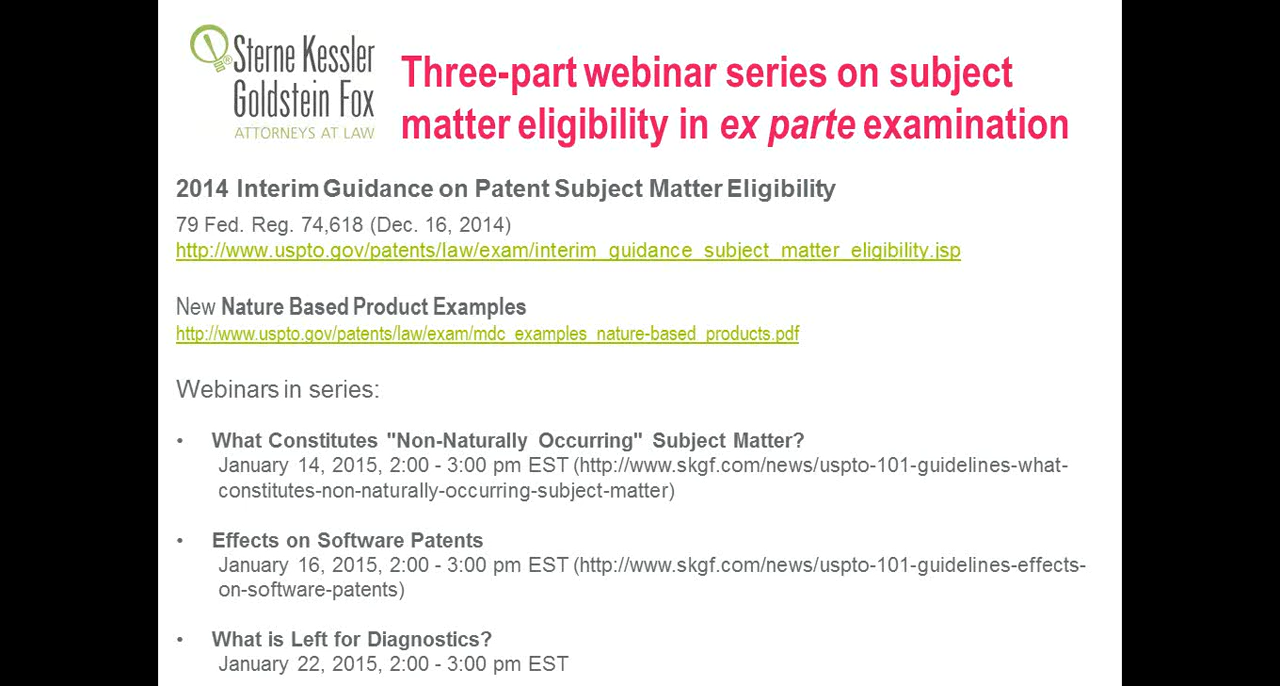 Sterne Kessler
Goldstein Fox
ATTORNEYS AT LAW
Three-part webinar series on subject
matter eligibility in ex parte examination
2014 Interim Guidance on Patent Subject Matter Eligibility
79 Fed. Reg. 74,618 (Dec. 16, 2014)
http://www.uspto.gov/patents/law/exam/interim_guidance_subject_matter_eligibility.jsp
New Nature Based Product Examples
http://www.uspto.gov/patents/law/exam/mdc_examples_nature-based_products.pdf
Webinars in series:
• What Constitutes "Non-Naturally Occurring" Subject Matter?
January 14, 2015, 2:00 - 3:00 pm EST (http://www.skgf.com/news/uspto-101-guidelines-what-
constitutes-non-naturally-occurring-subject-matter)
• Effects on Software Patents
January 16, 2015, 2:00 - 3:00 pm EST (http://www.skgf.com/news/uspto-101-guidelines-effects-
on-software-patents)
• What is Left for Diagnostics?
January 22, 2015, 2:00 - 3:00 pm EST